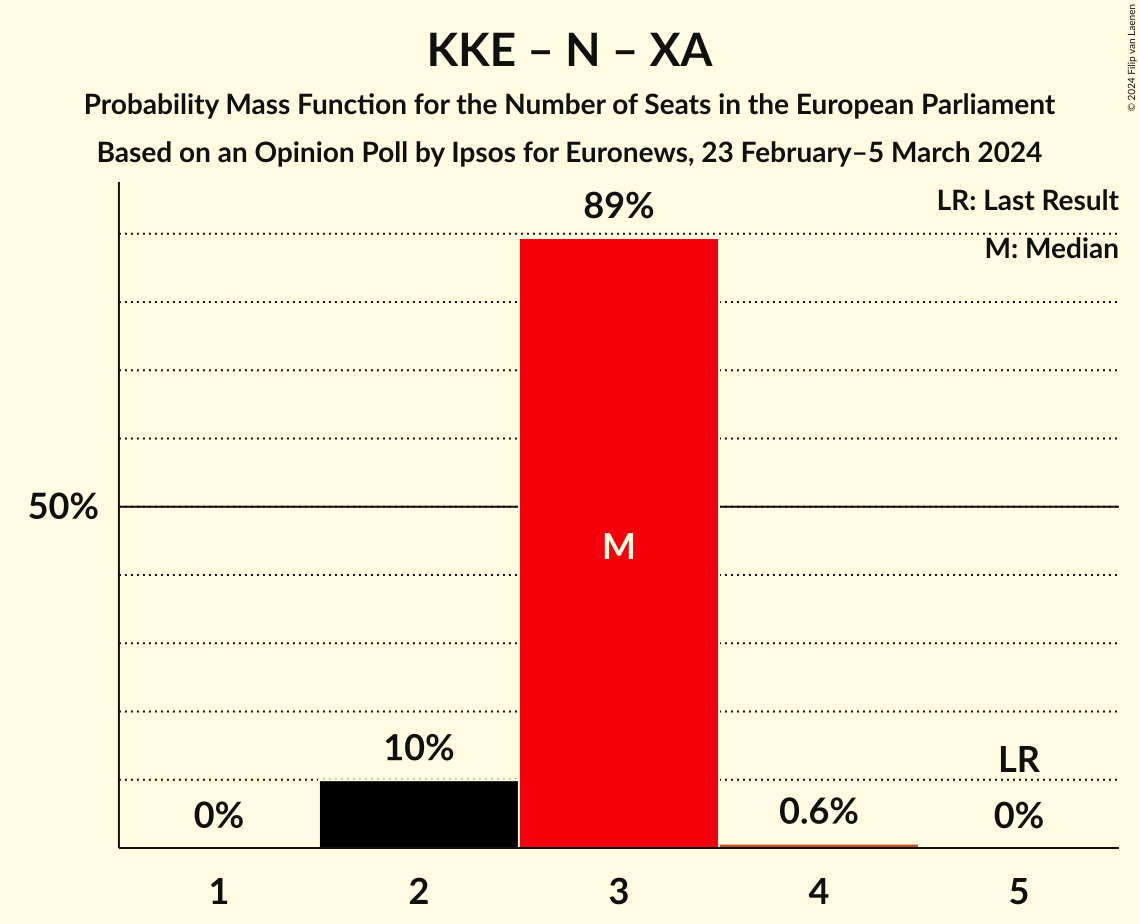 KKE – N – XA
Probability Mass Function for the Number of Seats in the European Parliament
Based on an Opinion Poll by Ipsos for Euronews, 23 February–5 March 2024
© 2024 Filip van Laenen
LR: Last Result
M: Median
89%
50%
M
10%
LR
0%
0.6%
0%
1
2
3
4
5